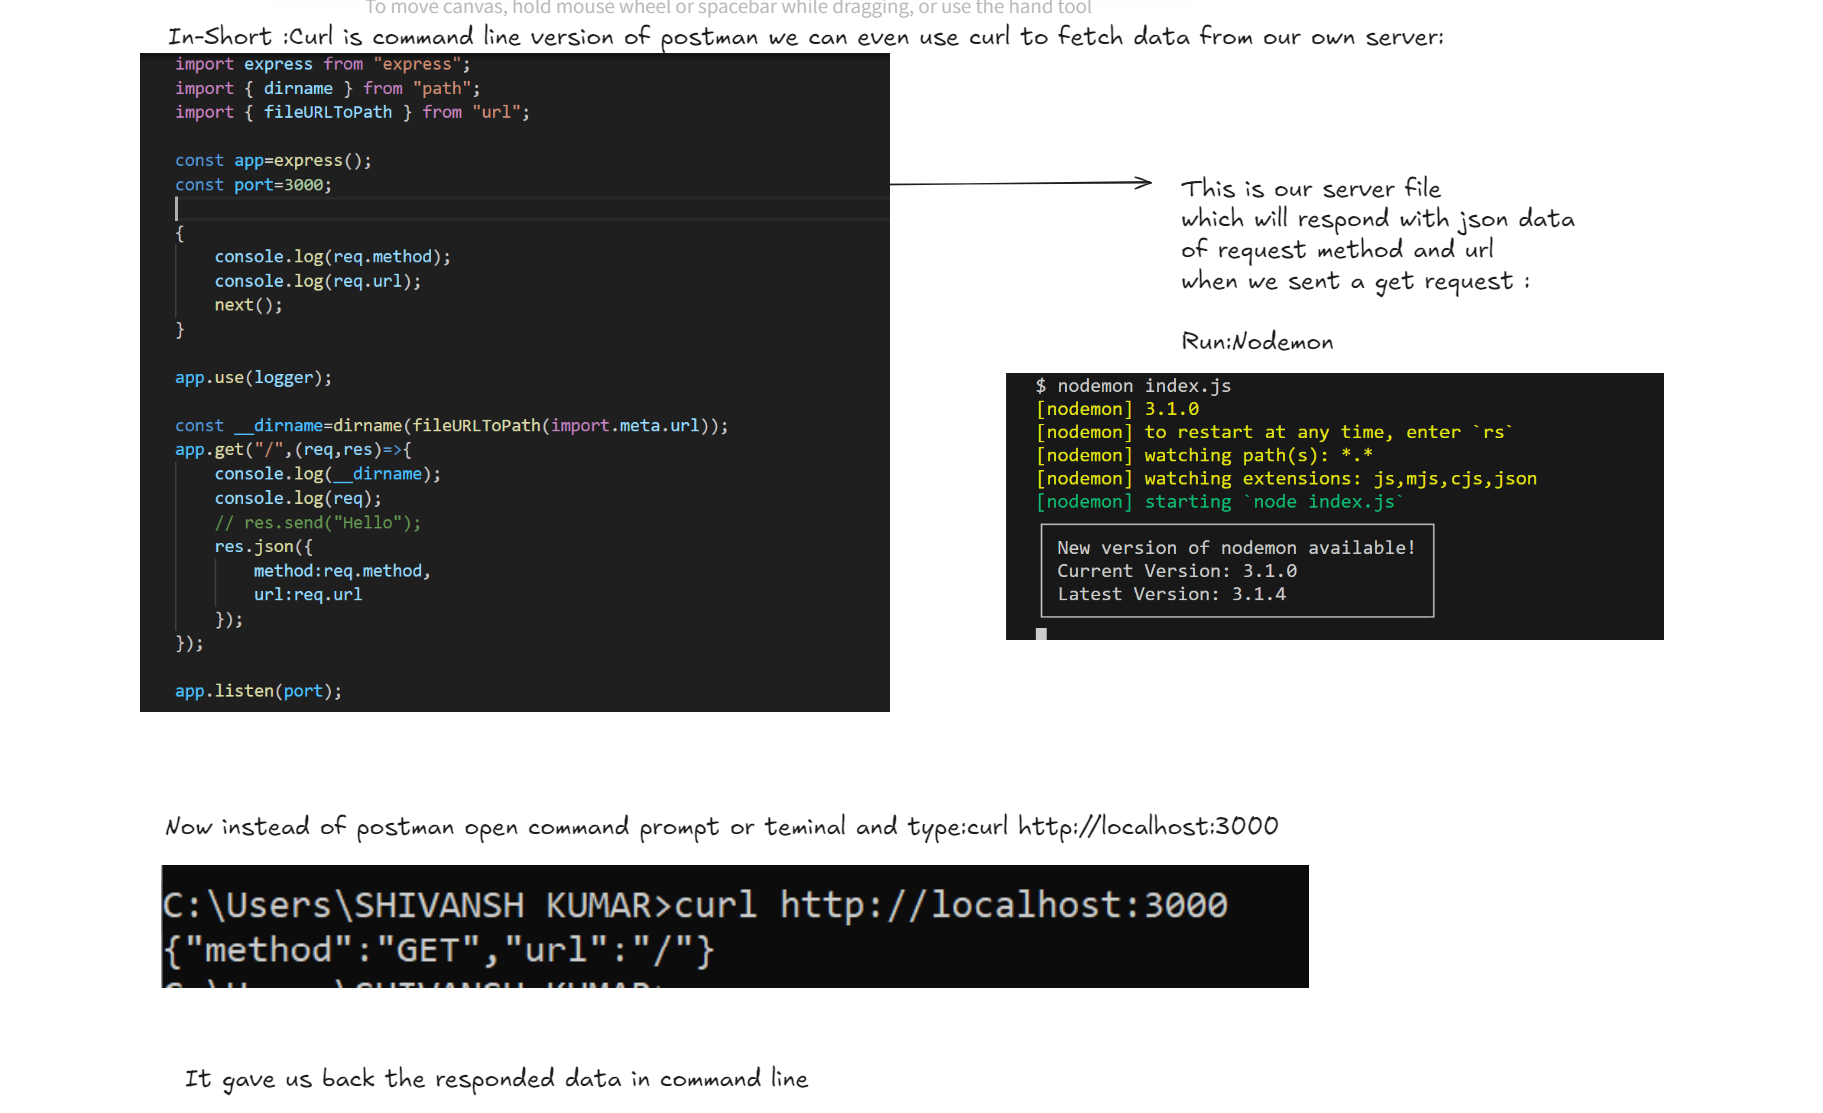 To move canvas, hold mouse wheel or spacebar while dragging, or use the hand tool
In-Short :Curl is command line version of postman we can even use curl to fetch data from our own server:
import express from "express";
import { dirname } from "path";
import { fileURLToPath } from "url";
const app=express();
const port=3000;
{
console.log(req.method);
console.log(req.url);
next();
}
app.use(logger);
const __dirname=dirname(fileURLToPath(import.meta.url));
app.get("/",(req,res)=>{
console.log(__dirname);
console.log(req);
// res.send("Hello");
res.json({
method:req.method,
url:req.url
});
});
app.listen(port);
This is our server file
which will respond with json data
of request method and url
when we sent a get request :
Run:Nodemon
$ nodemon index.js
[nodemon] 3.1.0
[nodemon] to restart at any time, enter `rs`
[nodemon] watching path(s): *.*
[nodemon] watching extensions: js,mjs,cjs,json
[nodemon] starting `node index.js`
New version of nodemon available!
Current Version: 3.1.0
Latest Version: 3.1.4
Now instead of postman open command prompt or teminal and type:curl http://localhost:3000
C:\Users\SHIVANSH KUMAR>curl http://localhost:3000
{"method":"GET","url":"/"}
It gave us back the responded data in command line